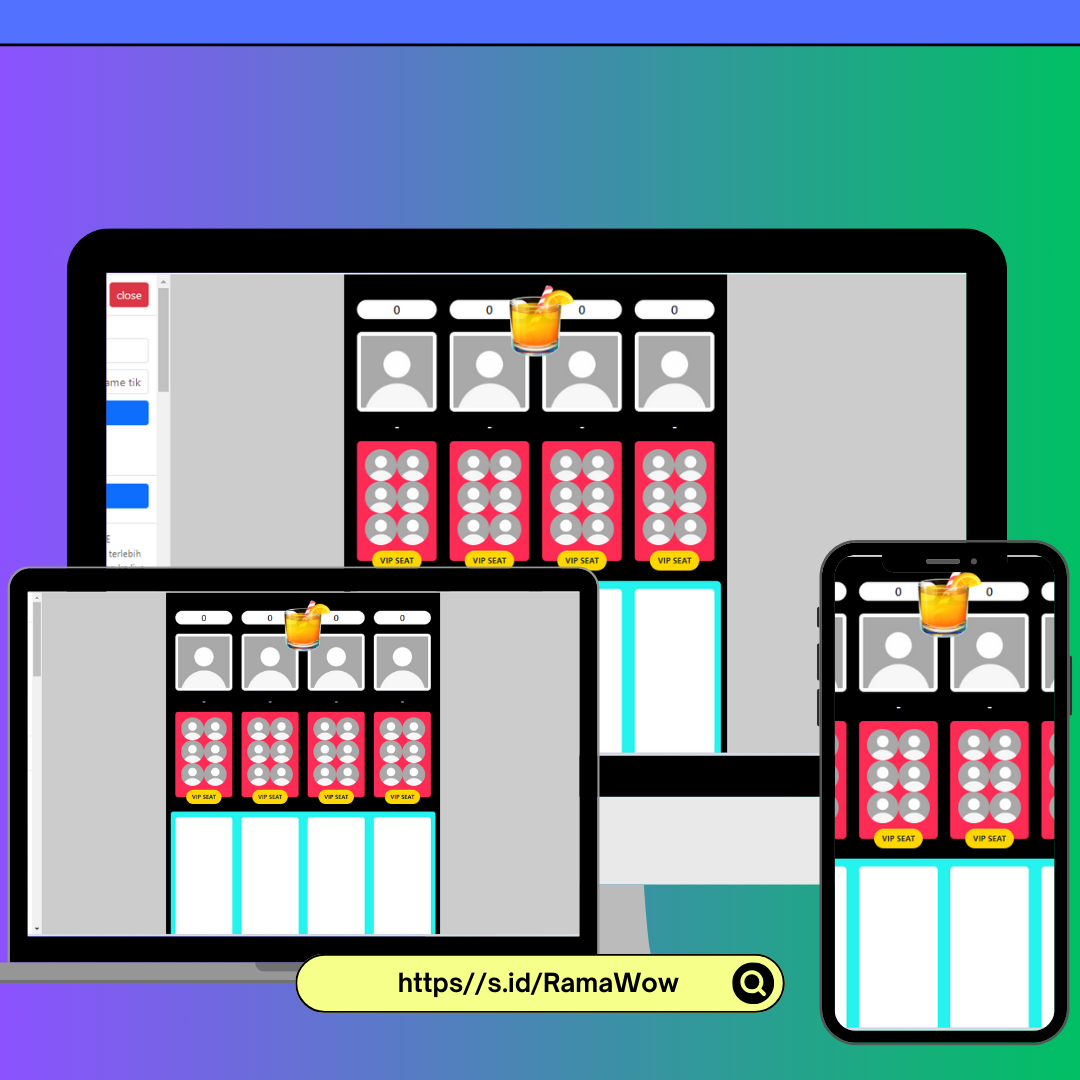 close
0 0 0 0
ame tik
- - - -
E
terlebih
VIP SEAT VIP SEAT VIP SEAT VIP SEAT
0 0
- -
VIP SEAT VIP SEAT
0 0 0 0
- - - -
VIP SEAT VIP SEAT VIP SEAT VIP SEAT
https//s.id/RamaWow